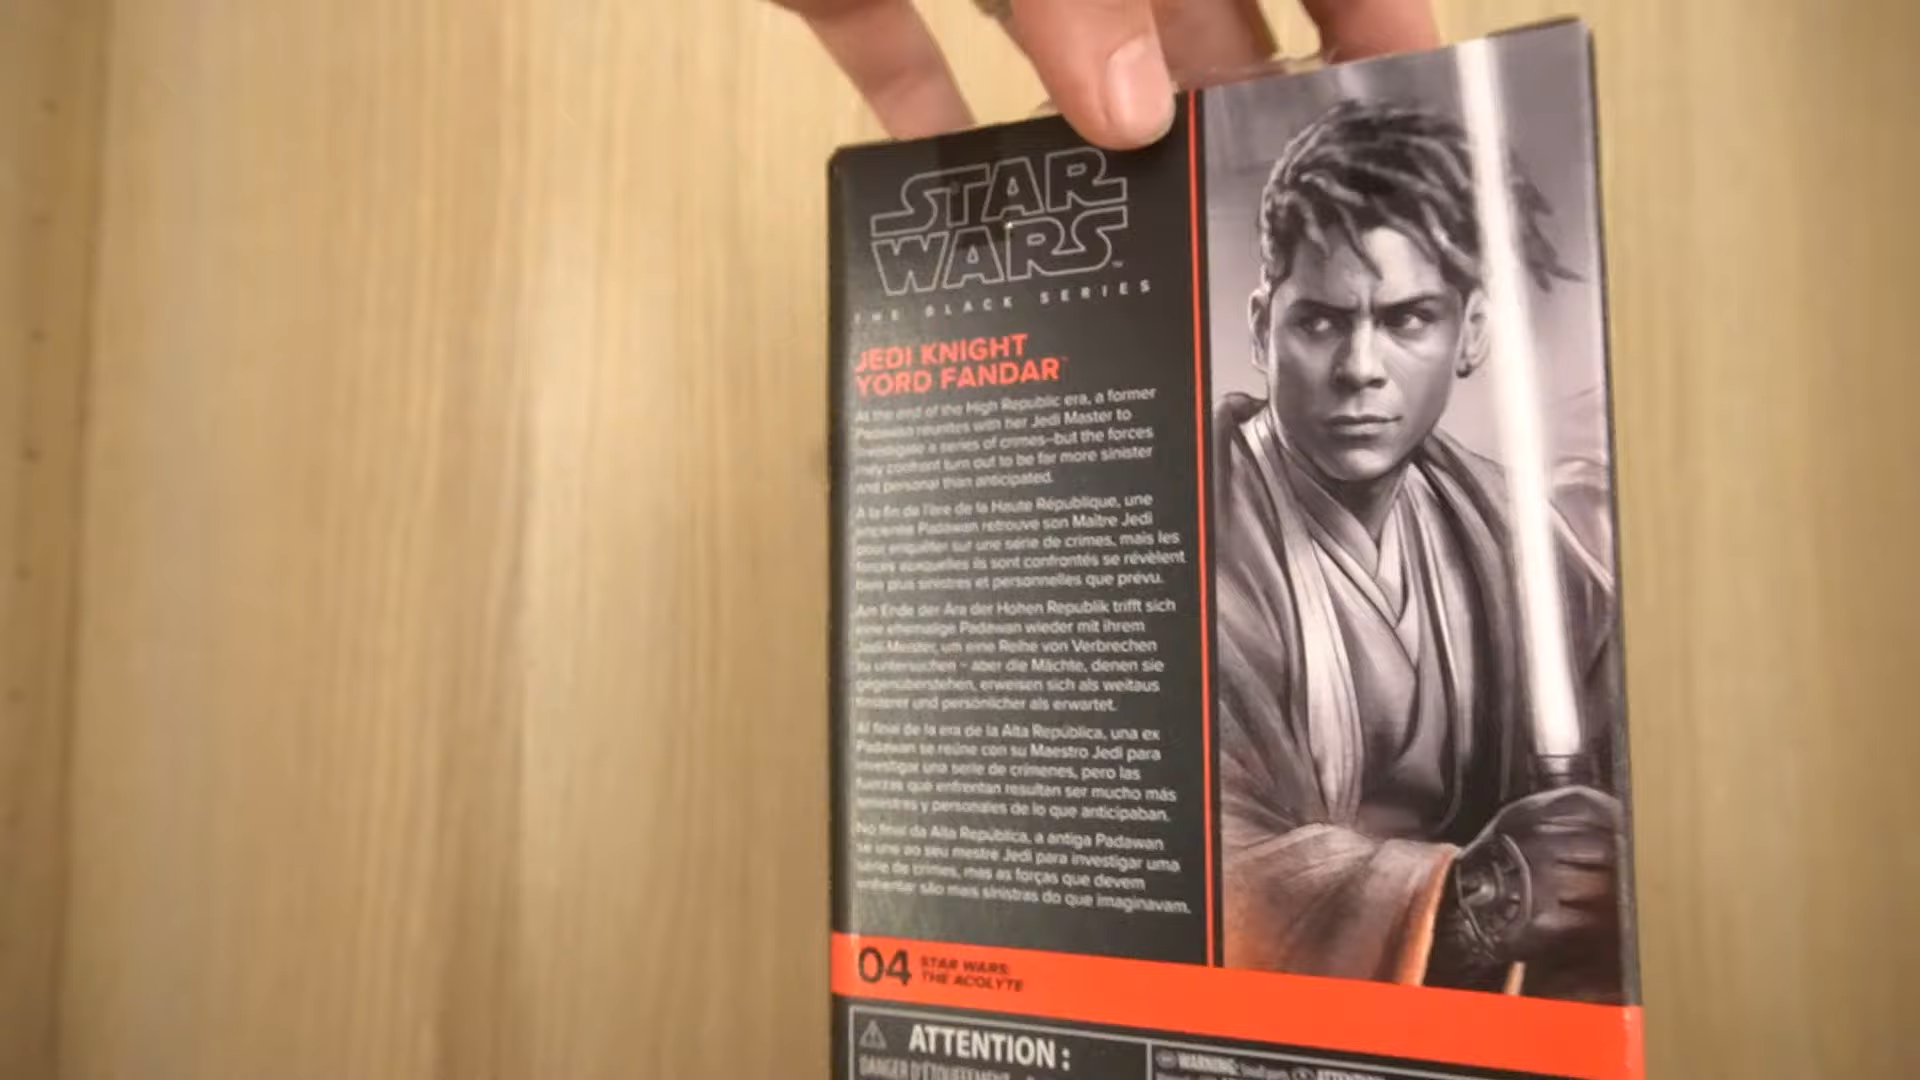 STAR
WARS™
THE BLACK SERIES
JEDI KNIGHT
YORD FANDAR™
At the end of the High Republic era, a former
Padawan reunites with her Jedi Master to
investigate a series of crimes–but the forces
they confront turn out to be far more sinister
and personal than anticipated.
À la fin de l'ère de la Haute République, une
ancienne Padawan retrouve son Maître Jedi
pour enquêter sur une série de crimes, mais les
forces auxquelles ils sont confrontés se révèlent
bien plus sinistres et personnelles que prévu.
Am Ende der Ära der Hohen Republik trifft sich
eine ehemalige Padawan wieder mit ihrem
Jedi-Meister, um eine Reihe von Verbrechen
zu untersuchen – aber die Mächte, denen sie
gegenüberstehen, erweisen sich als weitaus
finsterer und persönlicher als erwartet.
Al final de la era de la Alta República, una ex
Padawan se reúne con su Maestro Jedi para
investigar una serie de crímenes, pero las
fuerzas que enfrentan resultan ser mucho más
siniestras y personales de lo que anticipaban.
No final da Alta República, a antiga Padawan
se une ao seu mestre Jedi para investigar uma
série de crimes, mas as forças que devem
enfrentar são mais sinistras do que imaginavam.
04 STAR WARS:
THE ACOLYTE
ATTENTION :
DANGER D'ÉTOUFFEMENT
WARNING: Small parts. ATTENTION: